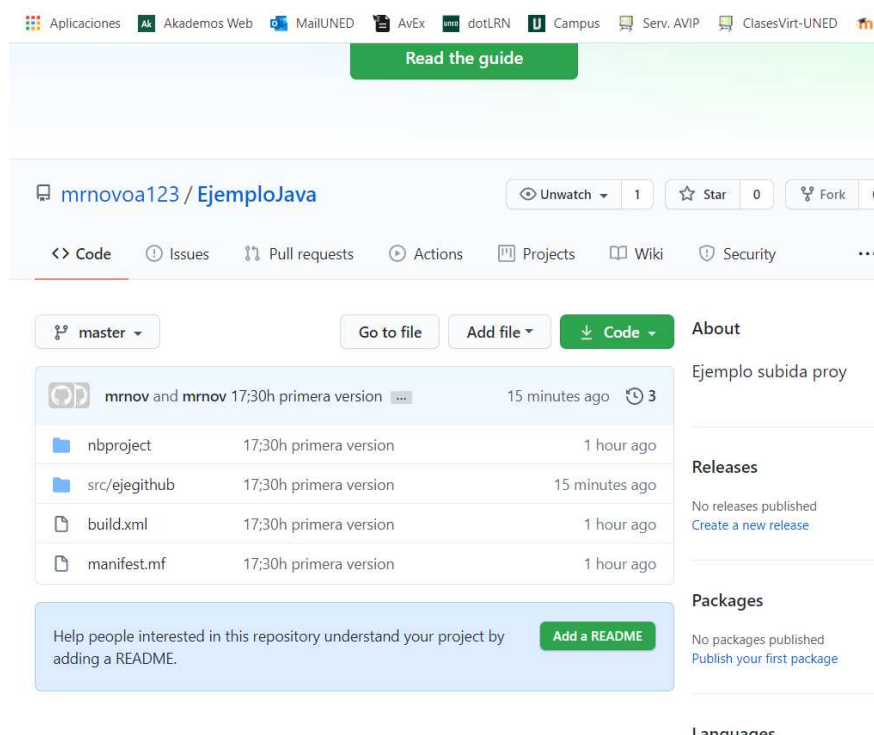 Aplicaciones Ak Akademos Web MailUNED AvEx uned dotLRN U Campus Serv. AVIP ClasesVirt-UNED
Read the guide
mrnovoa123 / EjemploJava
Unwatch 1 Star 0 Fork
<> Code Issues Pull requests Actions Projects Wiki Security ...
master Go to file Add file Code
mrnov and mrnov 17;30h primera version ... 15 minutes ago 3
nbproject 17;30h primera version 1 hour ago
src/ejegithub 17;30h primera version 15 minutes ago
build.xml 17;30h primera version 1 hour ago
manifest.mf 17;30h primera version 1 hour ago
Help people interested in this repository understand your project by
adding a README.
Add a README
About
Ejemplo subida proy
Releases
No releases published
Create a new release
Packages
No packages published
Publish your first package
Languages